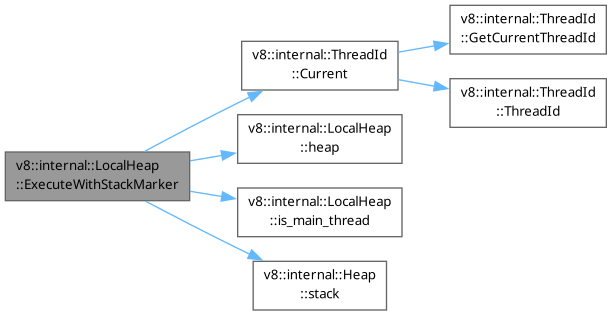 v8::internal::LocalHeap
::ExecuteWithStackMarker
v8::internal::ThreadId
::Current
v8::internal::ThreadId
::GetCurrentThreadId
v8::internal::ThreadId
::ThreadId
v8::internal::LocalHeap
::heap
v8::internal::LocalHeap
::is_main_thread
v8::internal::Heap
::stack